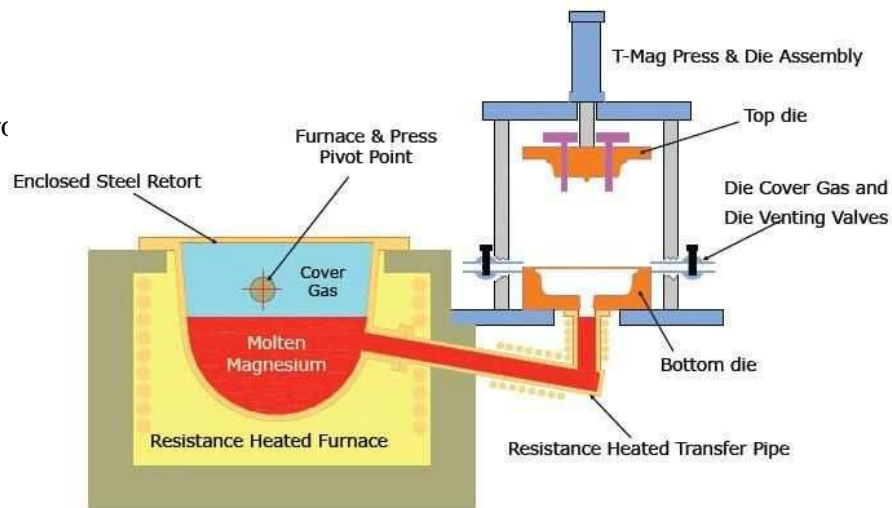 T-Mag Press & Die Assembly
Top die
Furnace & Press
Pivot Point
Enclosed Steel Retort
Die Cover Gas and
Die Venting Valves
Cover
Gas
Molten
Magnesium
Bottom die
Resistance Heated Furnace
Resistance Heated Transfer Pipe